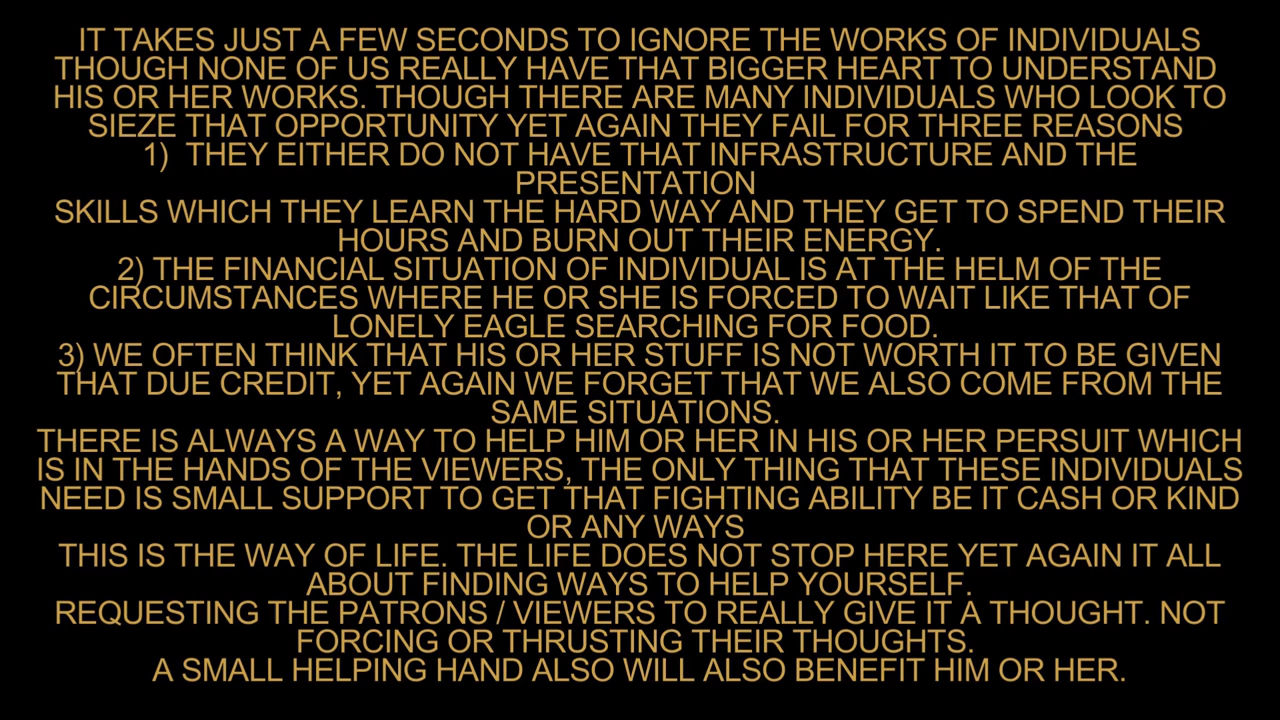 IT TAKES JUST A FEW SECONDS TO IGNORE THE WORKS OF INDIVIDUALS
THOUGH NONE OF US REALLY HAVE THAT BIGGER HEART TO UNDERSTAND
HIS OR HER WORKS. THOUGH THERE ARE MANY INDIVIDUALS WHO LOOK TO
SIEZE THAT OPPORTUNITY YET AGAIN THEY FAIL FOR THREE REASONS
1)  THEY EITHER DO NOT HAVE THAT INFRASTRUCTURE AND THE
PRESENTATION
SKILLS WHICH THEY LEARN THE HARD WAY AND THEY GET TO SPEND THEIR
HOURS AND BURN OUT THEIR ENERGY.
2) THE FINANCIAL SITUATION OF INDIVIDUAL IS AT THE HELM OF THE
CIRCUMSTANCES WHERE HE OR SHE IS FORCED TO WAIT LIKE THAT OF
LONELY EAGLE SEARCHING FOR FOOD.
3) WE OFTEN THINK THAT HIS OR HER STUFF IS NOT WORTH IT TO BE GIVEN
THAT DUE CREDIT, YET AGAIN WE FORGET THAT WE ALSO COME FROM THE
SAME SITUATIONS.
THERE IS ALWAYS A WAY TO HELP HIM OR HER IN HIS OR HER PERSUIT WHICH
IS IN THE HANDS OF THE VIEWERS, THE ONLY THING THAT THESE INDIVIDUALS
NEED IS SMALL SUPPORT TO GET THAT FIGHTING ABILITY BE IT CASH OR KIND
OR ANY WAYS
THIS IS THE WAY OF LIFE. THE LIFE DOES NOT STOP HERE YET AGAIN IT ALL
ABOUT FINDING WAYS TO HELP YOURSELF.
REQUESTING THE PATRONS / VIEWERS TO REALLY GIVE IT A THOUGHT. NOT
FORCING OR THRUSTING THEIR THOUGHTS.
A SMALL HELPING HAND ALSO WILL ALSO BENEFIT HIM OR HER.